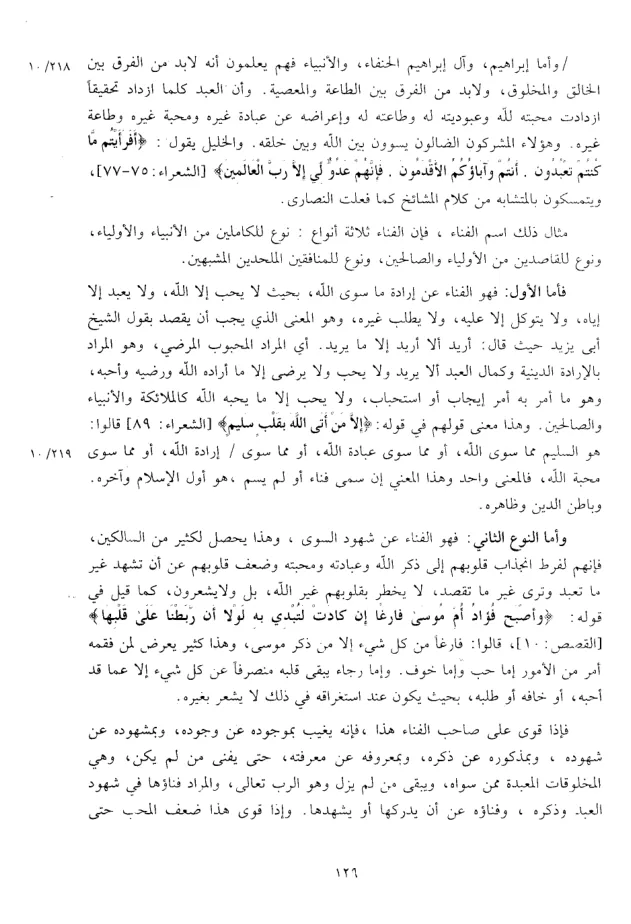 ١٠/٢١٨ /وأما إبراهيم، وآل إبراهيم الحنفاء، والأنبياء فهم يعلمون أنه لابد من الفرق بين
الخالق والمخلوق، ولابد من الفرق بين الطاعة والمعصية. وأن العبد كلما ازداد تحقيقاً
ازدادت محبته لله وعبوديته له وطاعته له وإعراضه عن عبادة غيره ومحبة غيره وطاعة
غيره. وهؤلاء المشركون الضالون يسوون بين الله وبين خلقه. والخليل يقول: ﴿أَفَرَأَيْتُم مَّا
كُنتُمْ تَعْبُدُون . أَنتُمْ وَآبَاؤُكُمُ الأَقْدَمُون . فَإِنَّهُمْ عَدُوٌّ لِّي إِلاَّ رَبَّ الْعَالَمِين﴾ [الشعراء: ٧٥-٧٧]،
ويتمسكون بالمتشابه من كلام المشائخ كما فعلت النصارى.
مثال ذلك اسم الفناء ، فإن الفناء ثلاثة أنواع : نوع للكاملين من الأنبياء والأولياء،
ونوع للقاصدين من الأولياء والصالحين، ونوع للمنافقين الملحدين المشبهين.
فأما الأول: فهو الفناء عن إرادة ما سوى الله، بحيث لا يحب إلا الله، ولا يعبد إلا
إياه، ولا يتوكل إلا عليه، ولا يطلب غيره، وهو المعنى الذي يجب أن يقصد بقول الشيخ
أبى يزيد حيث قال: أريد ألا أريد إلا ما يريد. أي المراد المحبوب المرضي، وهو المراد
بالإرادة الدينية وكمال العبد ألا يريد ولا يحب ولا يرضى إلا ما أراده الله ورضيه وأحبه،
وهو ما امر به أمر إيجاب أو استحباب، ولا يحب إلا ما يحبه الله كالملائكة والأنبياء
والصالحين. وهذا معنى قولهم في قوله: ﴿إِلاَّ مَنْ أَتَى اللَّهَ بِقَلْبٍ سَلِيمٍ﴾ [الشعراء: ٨٩] قالوا:
١٠/٢١٩ هو السليم مما سوى الله، أو مما سوى عبادة الله، أو مما سوى / إرادة الله، أو مما سوى
محبة الله، فالمعنى واحد وهذا المعني إن سمى فناء أو لم يسم ،هو أول الإسلام وآخره.
وباطن الدين وظاهره.
وأما النوع الثاني: فهو الفناء عن شهود السوى ، وهذا يحصل لكثير من السالكين،
فإنهم لفرط انجذاب قلوبهم إلى ذكر الله وعبادته ومحبته وضعف قلوبهم عن أن تشهد غير
ما تعبد وترى غير ما تقصد، لا يخطر بقلوبهم غير الله، بل ولايشعرون، كما قيل في
قوله: ﴿وَأَصْبَحَ فُؤَادُ أُمِّ مُوسَىٰ فَارِغًا إِن كَادَتْ لَتُبْدِي بِهِ لَوْلا أَن رَّبَطْنَا عَلَىٰ قَلْبِهَا﴾
[القصص: ١٠]، قالوا: فارغاً من كل شيء إلا من ذكر موسى، وهذا كثير يعرض لمن فقمه
أمر من الأمور إما حب وإما خوف. وإما رجاء يبقى قلبه منصرفاً عن كل شيء إلا عما قد
أحبه، أو خافه أو طلبه، بحيث يكون عند استغراقه في ذلك لا يشعر بغيره.
فإذا قوى على صاحب الفناء هذا ،فإنه يغيب بموجوده عن وجوده، وبمشهوده عن
شهوده ، وبمذكوره عن ذكره، وبمعروفه عن معرفته، حتى يفنى من لم يكن، وهي
المخلوقات المعبدة ممن سواه، ويبقى من لم يزل وهو الرب تعالى، والمراد فناؤها في شهود
العبد وذكره ، وفناؤه عن أن يدركها أو يشهدها. وإذا قوى هذا ضعف المحب حتى
١٢٦